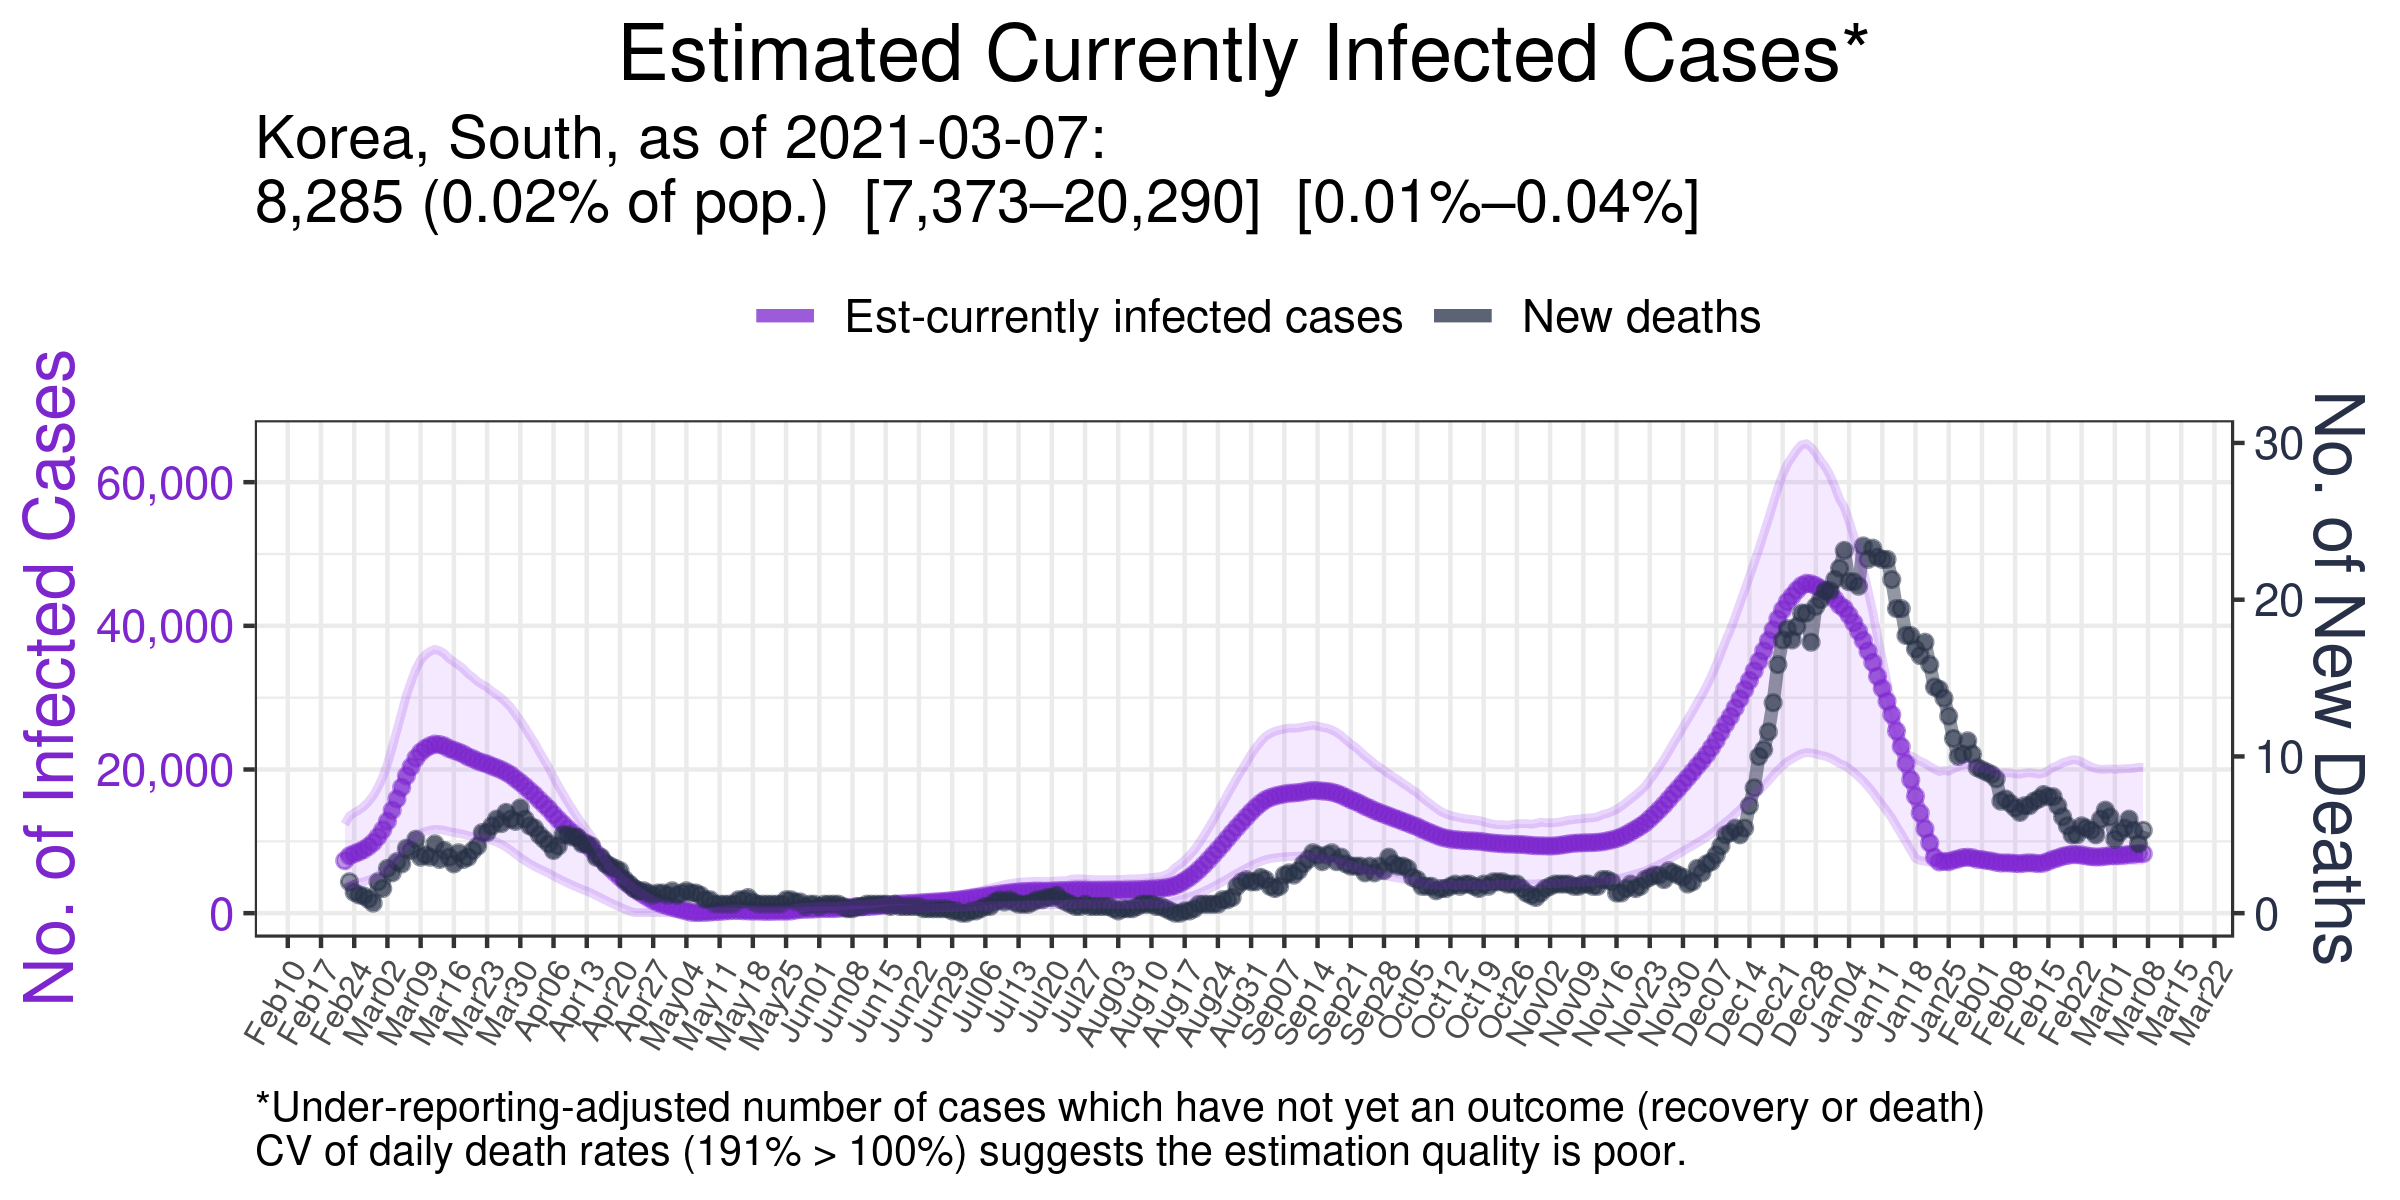 Estimated Currently Infected Cases*
Korea, South, as of 2021-03-07:
8,285 (0.02% of pop.) [7,373–20,290] [0.01%–0.04%]
Est-currently infected cases New deaths
No. of Infected Cases
60,000
40,000
20,000
0
30
20
10
0
No. of New Deaths
Feb10 Feb17 Feb24 Mar02 Mar09 Mar16 Mar23 Mar30 Apr06 Apr13 Apr20 Apr27 May04 May11 May18 May25 Jun01 Jun08 Jun15 Jun22 Jun29 Jul06 Jul13 Jul20 Jul27 Aug03 Aug10 Aug17 Aug24 Aug31 Sep07 Sep14 Sep21 Sep28 Oct05 Oct12 Oct19 Oct26 Nov02 Nov09 Nov16 Nov23 Nov30 Dec07 Dec14 Dec21 Dec28 Jan04 Jan11 Jan18 Jan25 Feb01 Feb08 Feb15 Feb22 Mar01 Mar08 Mar15 Mar22
*Under-reporting-adjusted number of cases which have not yet an outcome (recovery or death)
CV of daily death rates (191% > 100%) suggests the estimation quality is poor.